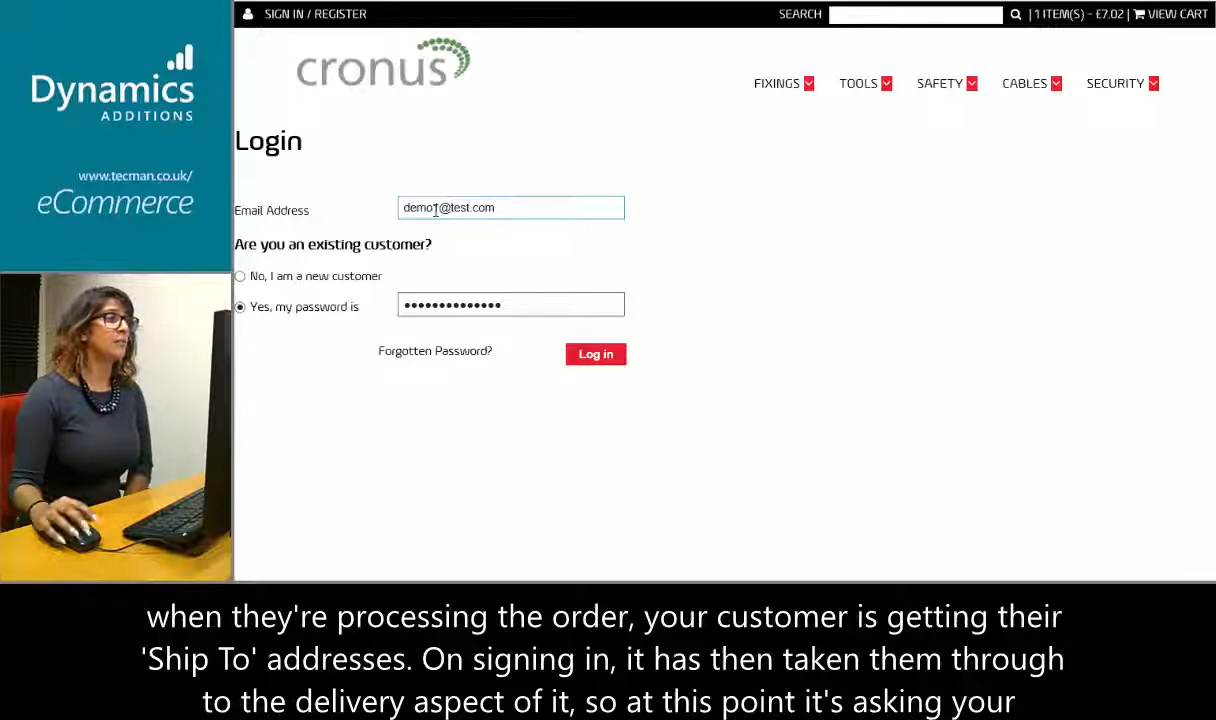 SIGN IN / REGISTER
SEARCH
| 1 ITEM(S) - £7.02 | VIEW CART
Dynamics
ADDITIONS
www.tecman.co.uk/
eCommerce
cronus
FIXINGS
TOOLS
SAFETY
CABLES
SECURITY
Login
Email Address
demo1@test.com
Are you an existing customer?
No, I am a new customer
Yes, my password is
••••••••••••••
Forgotten Password?
Log in
when they're processing the order, your customer is getting their
'Ship To' addresses. On signing in, it has then taken them through
to the delivery aspect of it, so at this point it's asking your